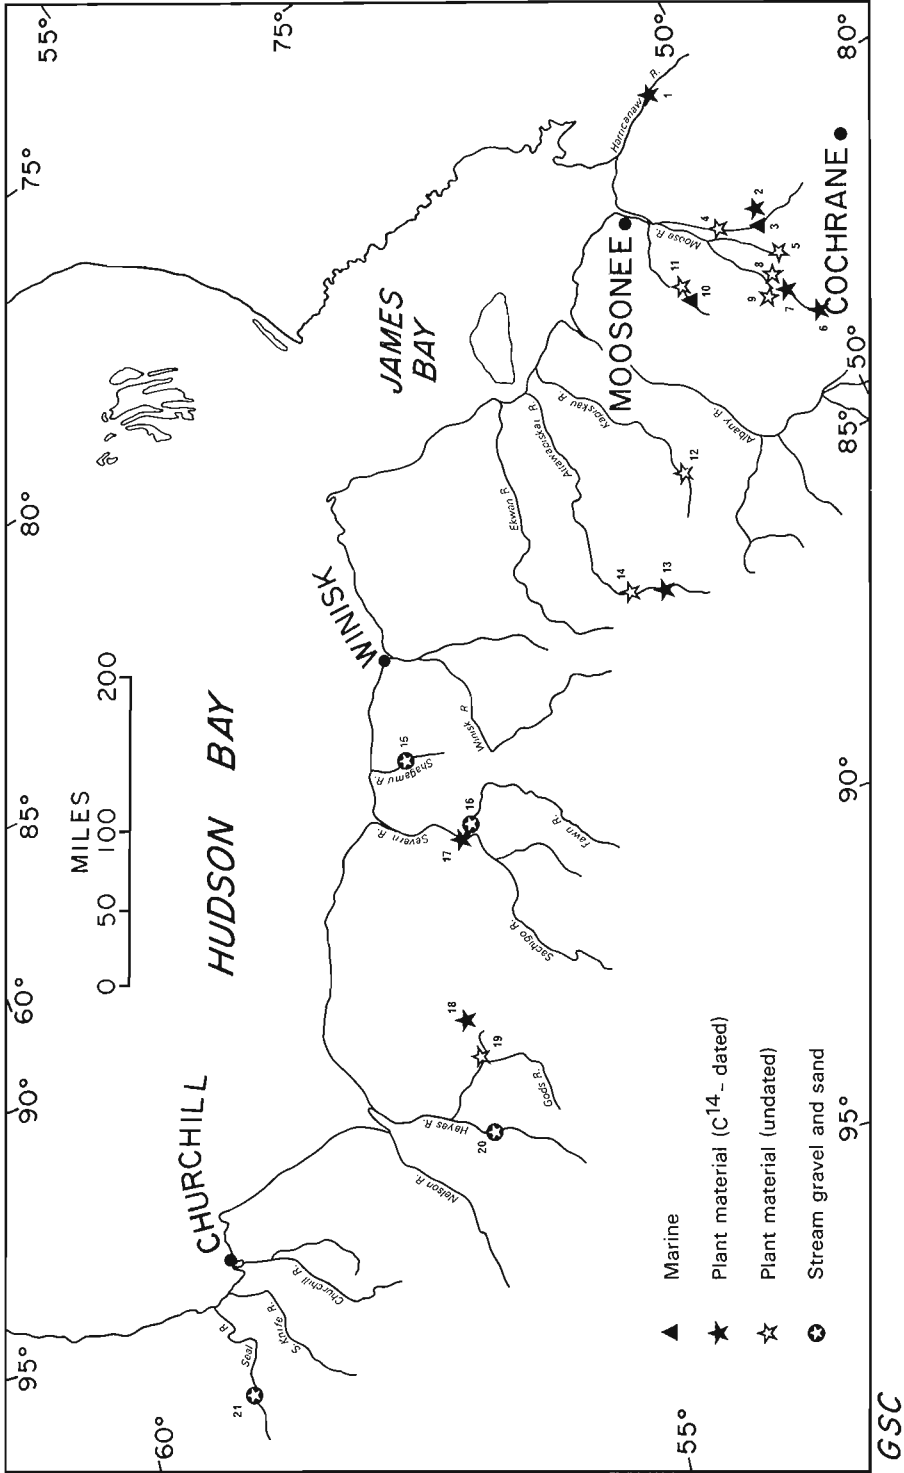 95°
90°
60°
85°
80°
75°
55°
75°
CHURCHILL
HUDSON BAY
MILES
0 50 100 200
WINISK
JAMES
BAY
MOOSONEE
COCHRANE
Seal R.
S. Knife R.
Churchill R.
Nelson R.
Hayes R.
Gods R.
Severn R.
Sachigo R.
Fawn R.
Shagamu R.
Winisk R.
Ekwan R.
Attawapiskat R.
Kapiskau R.
Albany R.
Moose R.
Harricanaw R.
21
20
19
18
17
16
15
14
13
12
11
10
9
8
7
6
5
4
3
2
1
60°
55°
95°
90°
85°
50°
50°
80°
Marine
Plant material (C14- dated)
Plant material (undated)
Stream gravel and sand
GSC